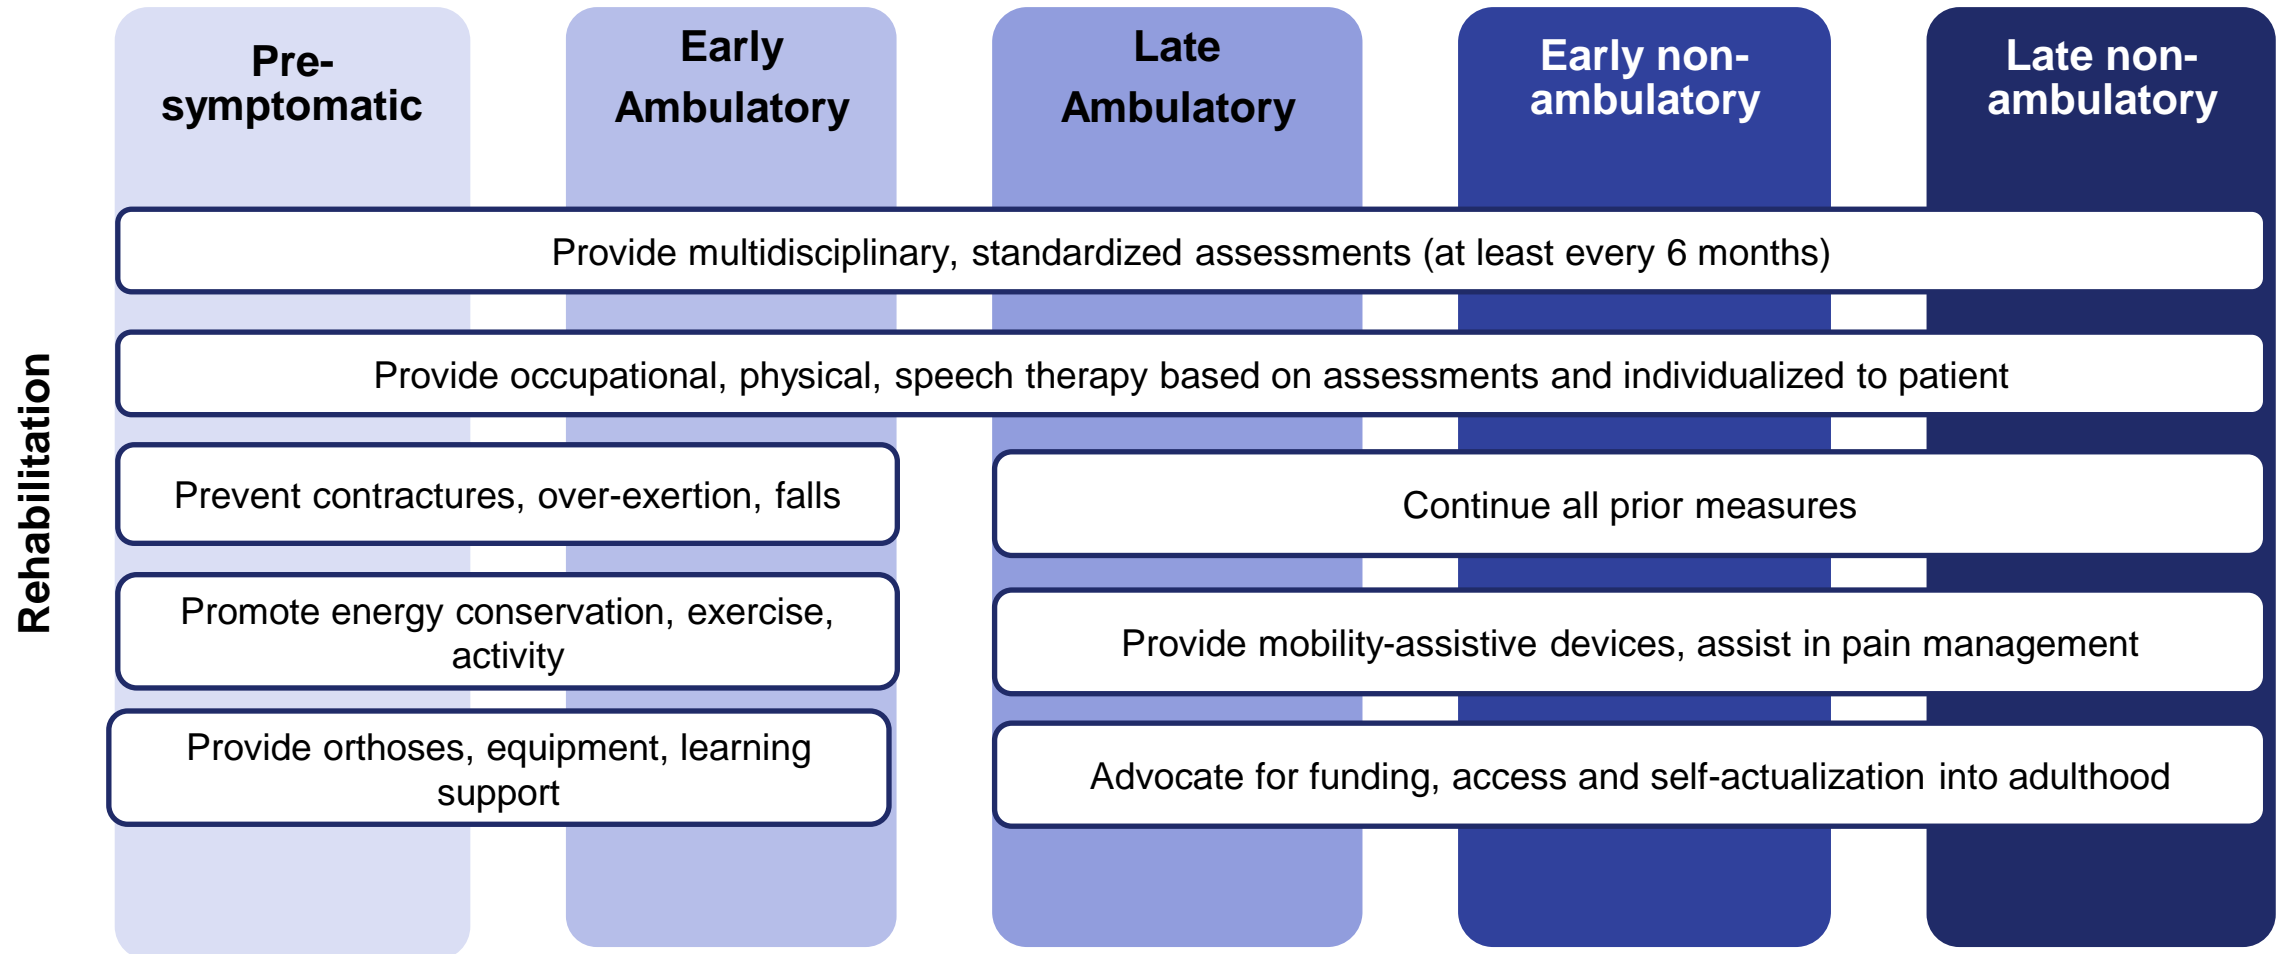 Pre-
symptomatic
Early
Ambulatory
Late
Ambulatory
Early non-
ambulatory
Late non-
ambulatory
Rehabilitation
Provide multidisciplinary, standardized assessments (at least every 6 months)
Provide occupational, physical, speech therapy based on assessments and individualized to patient
Prevent contractures, over-exertion, falls
Continue all prior measures
Promote energy conservation, exercise,
activity
Provide mobility-assistive devices, assist in pain management
Provide orthoses, equipment, learning
support
Advocate for funding, access and self-actualization into adulthood